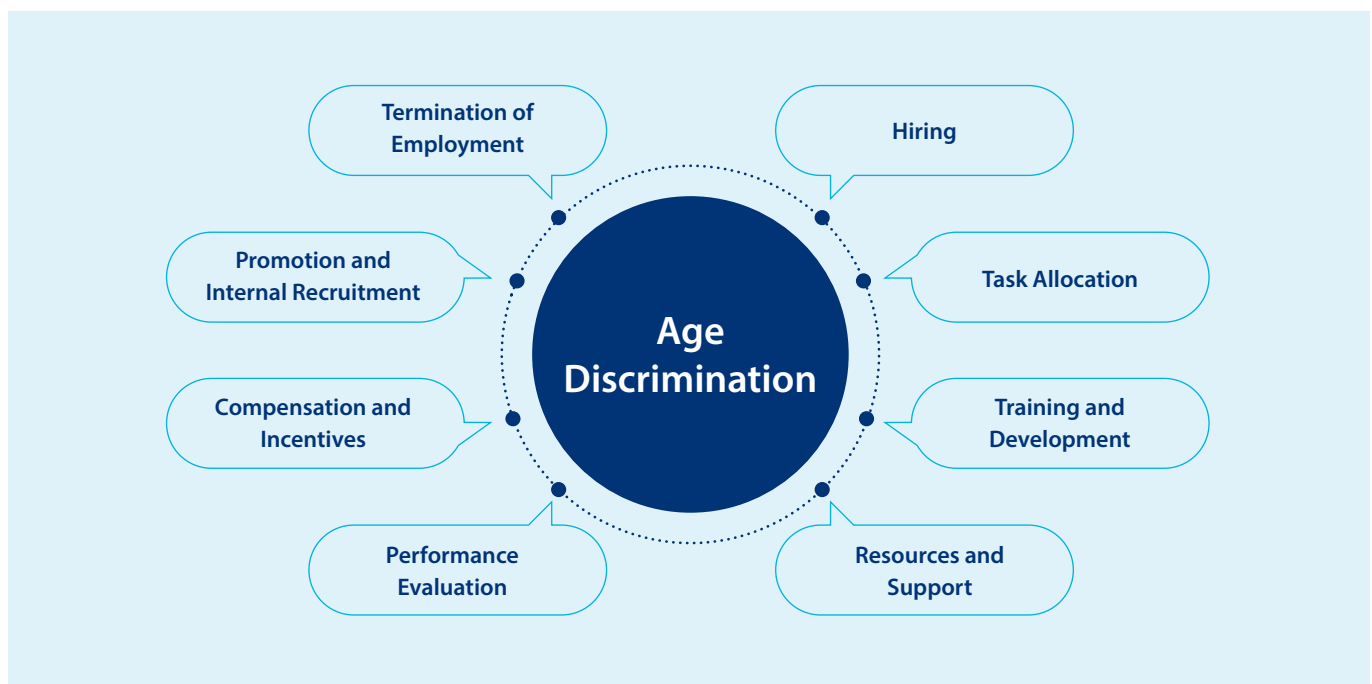 Termination of
Employment
Hiring
Promotion and
Internal Recruitment
Task Allocation
Age
Discrimination
Compensation and
Incentives
Training and
Development
Performance
Evaluation
Resources and
Support